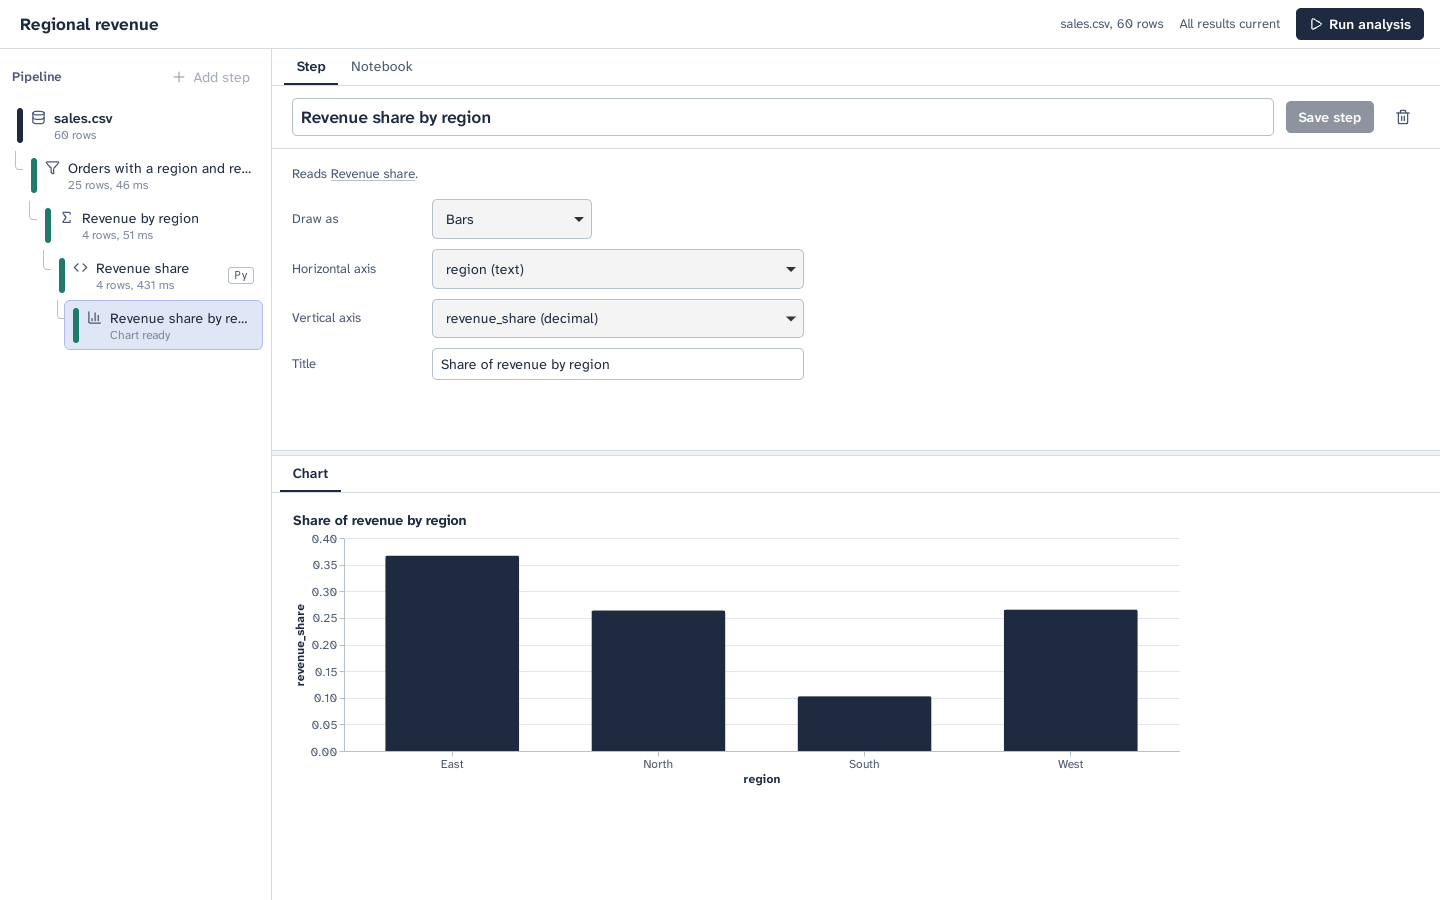 Regional revenue
sales.csv, 60 rows
All results current
Run analysis
Pipeline
Add step
sales.csv
60 rows
Orders with a region and re...
25 rows, 46 ms
Revenue by region
4 rows, 51 ms
Revenue share
4 rows, 431 ms
Py
Revenue share by re...
Chart ready
Step
Notebook
Revenue share by region
Save step
Reads Revenue share.
Draw as
Bars
Horizontal axis
region (text)
Vertical axis
revenue_share (decimal)
Title
Share of revenue by region
Chart
Share of revenue by region
0.40
0.35
0.30
0.25
0.20
0.15
0.10
0.05
0.00
revenue_share
East
North
South
West
region